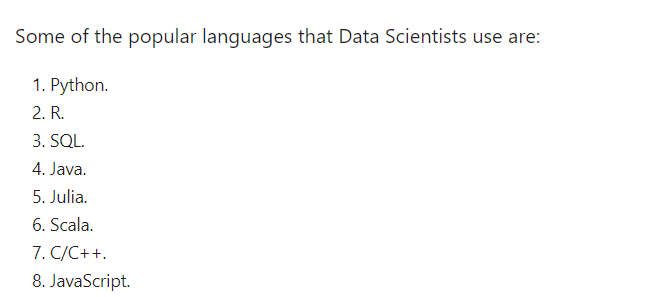 Some of the popular languages that Data Scientists use are:
1. Python.
2. R.
3. SQL.
4. Java.
5. Julia.
6. Scala.
7. C/C++.
8. JavaScript.